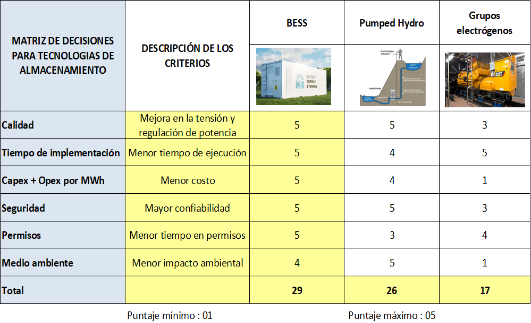 MATRIZ DE DECISIONES
PARA TECNOLOGIAS DE
ALMACENAMIENTO
DESCRIPCIÓN DE LOS
CRITERIOS
BESS
Pumped Hydro
Grupos
electrógenos
Calidad
Mejora en la tensión y
regulación de potencia
5
5
3
Tiempo de implementación
Menor tiempo de ejecución
5
4
5
Capex + Opex por MWh
Menor costo
5
4
1
Seguridad
Mayor confiabilidad
5
5
3
Permisos
Menor tiempo en permisos
5
3
4
Medio ambiente
Menor impacto ambiental
4
5
1
Total
29
26
17
Puntaje mínimo : 01
Puntaje máximo : 05